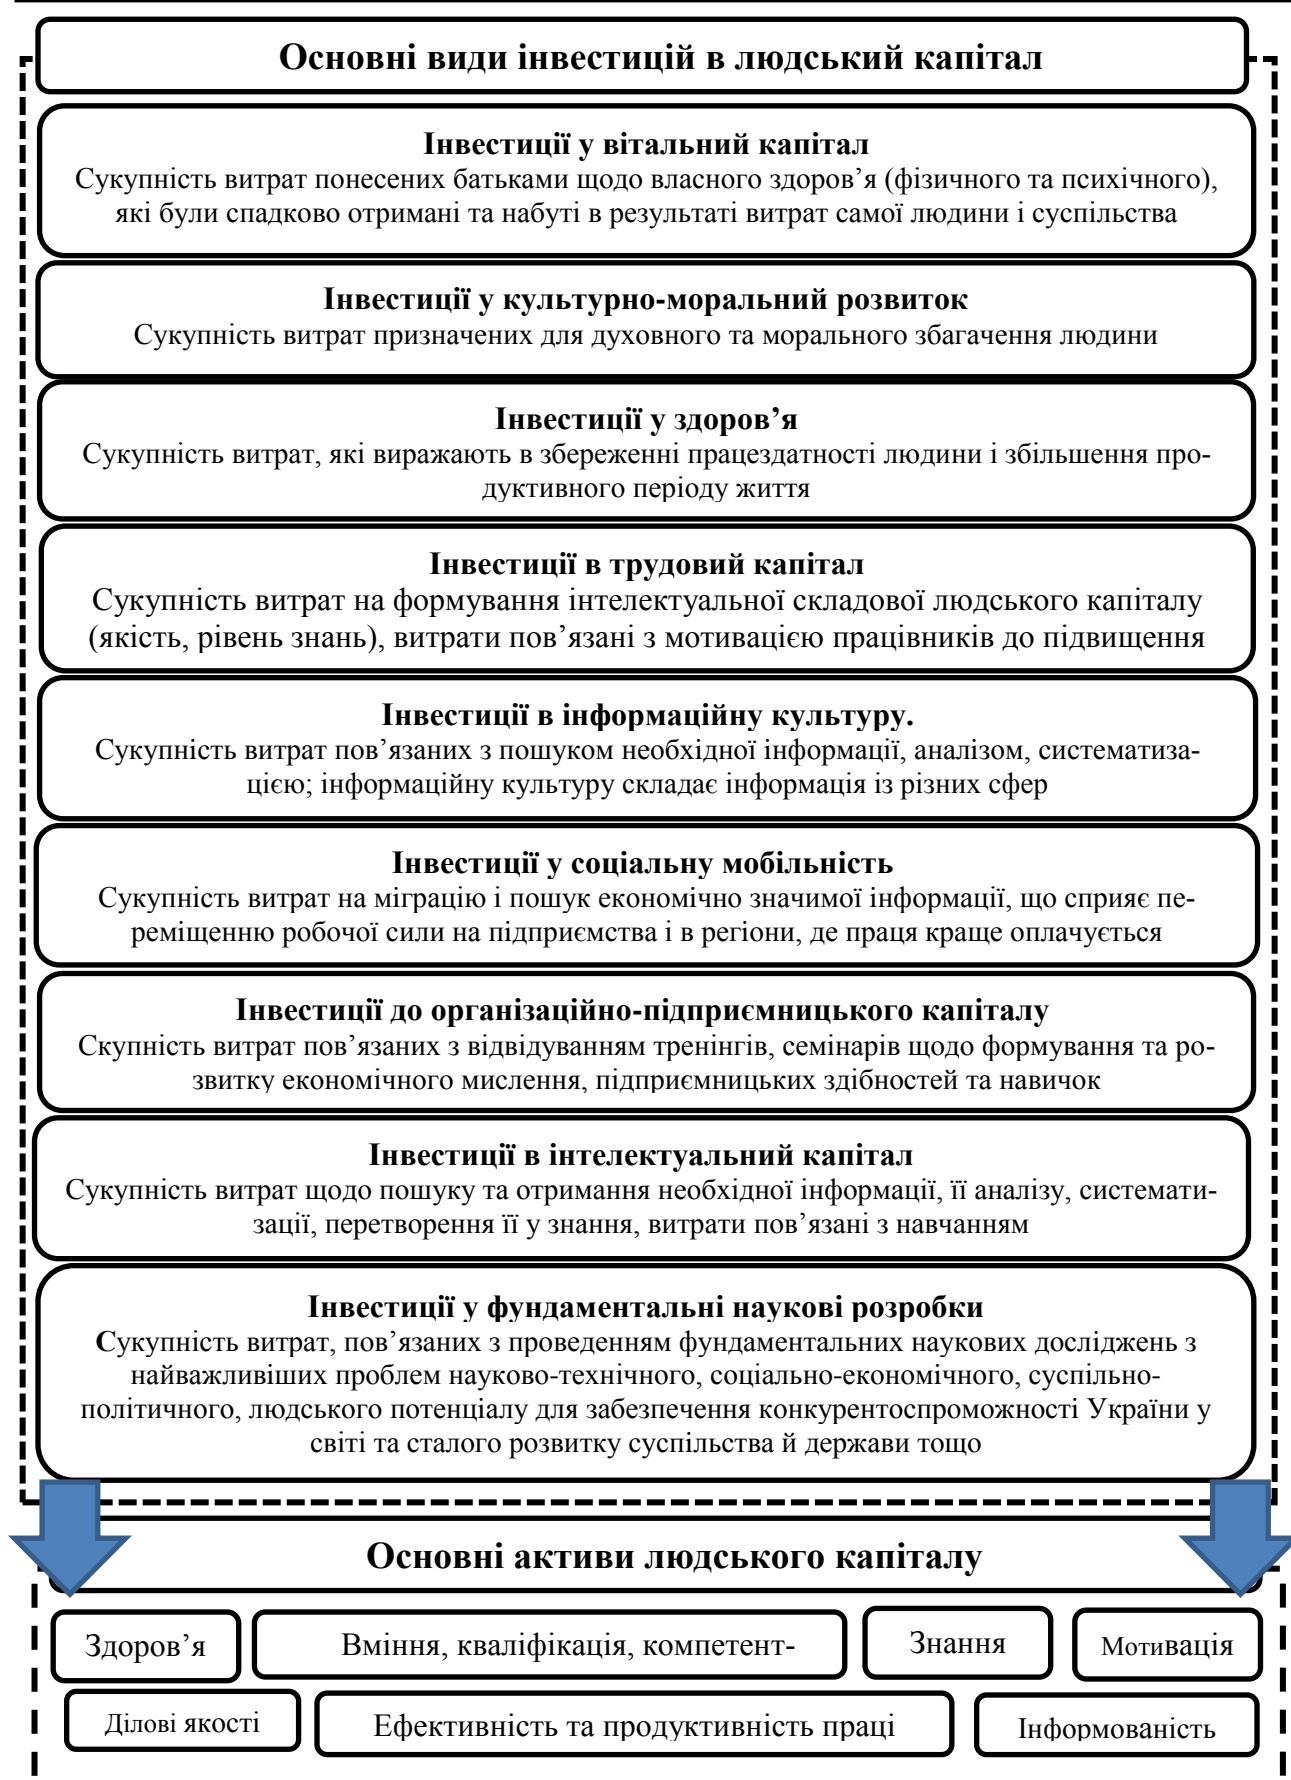 Основні види інвестицій в людський капітал
Інвестиції у вітальний капітал
Сукупність витрат понесених батьками щодо власного здоров’я (фізичного та психічного),
які були спадково отримані та набуті в результаті витрат самої людини і суспільства
Інвестиції у культурно-моральний розвиток
Сукупність витрат призначених для духовного та морального збагачення людини
Інвестиції у здоров’я
Сукупність витрат, які виражають в збереженні працездатності людини і збільшення про-
дуктивного періоду життя
Інвестиції в трудовий капітал
Сукупність витрат на формування інтелектуальної складової людського капіталу
(якість, рівень знань), витрати пов’язані з мотивацією працівників до підвищення
Інвестиції в інформаційну культуру.
Сукупність витрат пов’язаних з пошуком необхідної інформації, аналізом, систематиза-
цією; інформаційну культуру складає інформація із різних сфер
Інвестиції у соціальну мобільність
Сукупність витрат на міграцію і пошук економічно значимої інформації, що сприяє пе-
реміщенню робочої сили на підприємства і в регіони, де праця краще оплачується
Інвестиції до організаційно-підприємницького капіталу
Скупність витрат пов’язаних з відвідуванням тренінгів, семінарів щодо формування та ро-
звитку економічного мислення, підприємницьких здібностей та навичок
Інвестиції в інтелектуальний капітал
Сукупність витрат щодо пошуку та отримання необхідної інформації, її аналізу, системати-
зації, перетворення її у знання, витрати пов’язані з навчанням
Інвестиції у фундаментальні наукові розробки
Сукупність витрат, пов’язаних з проведенням фундаментальних наукових досліджень з
найважливіших проблем науково-технічного, соціально-економічного, суспільно-
політичного, людського потенціалу для забезпечення конкурентоспроможності України у
світі та сталого розвитку суспільства й держави тощо
Основні активи людського капіталу
Здоров’я
Вміння, кваліфікація, компетент-
Знання
Мотивація
Ділові якості
Ефективність та продуктивність праці
Інформованість